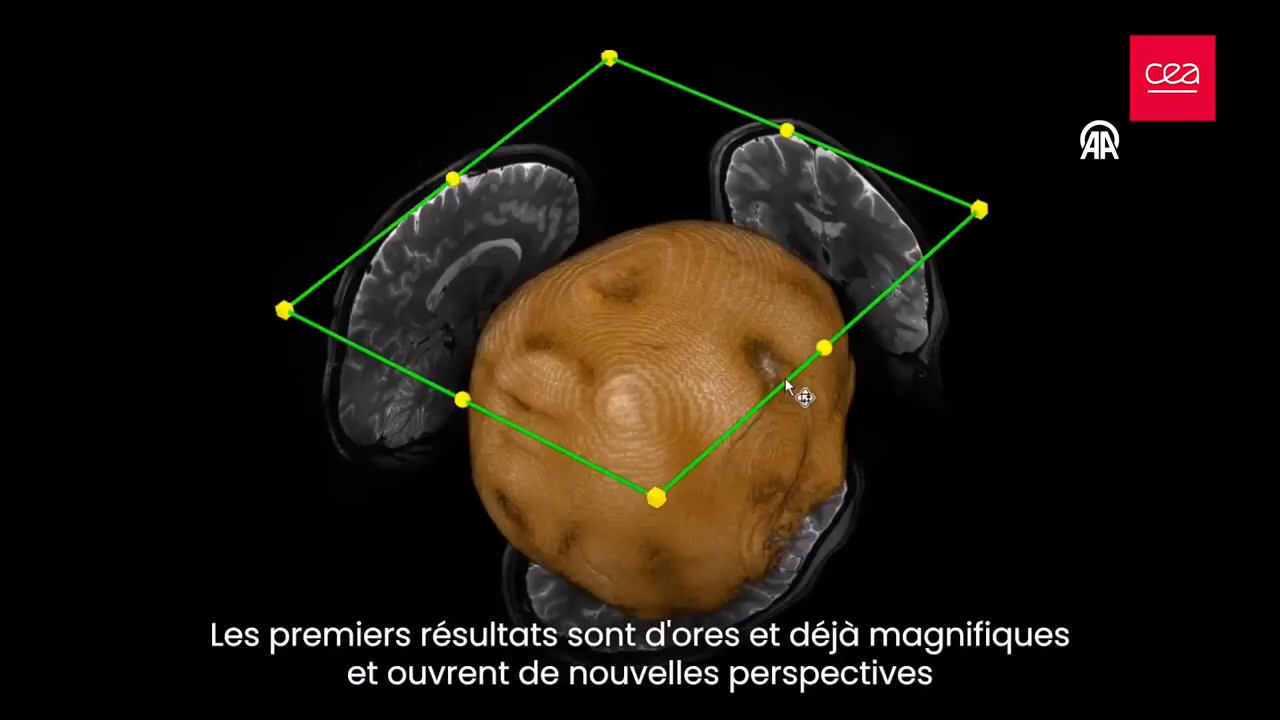 cea
AA
Les premiers résultats sont d'ores et déjà magnifiques
et ouvrent de nouvelles perspectives